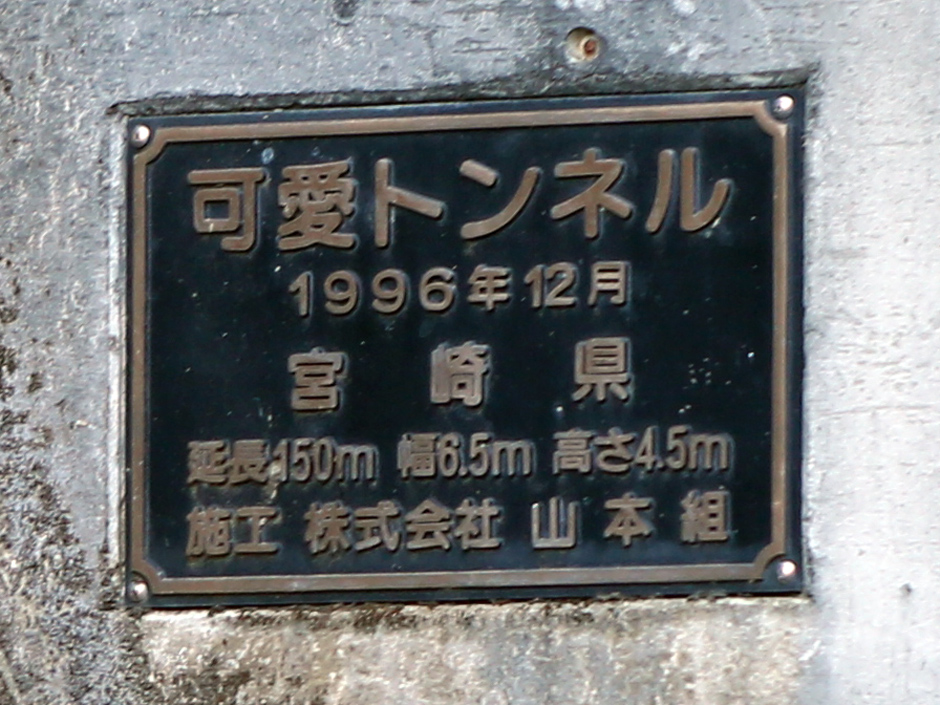 可愛トンネル
1996年12月
宮崎県
延長150m 幅6.5m 高さ4.5m
施工 株式会社 山本組